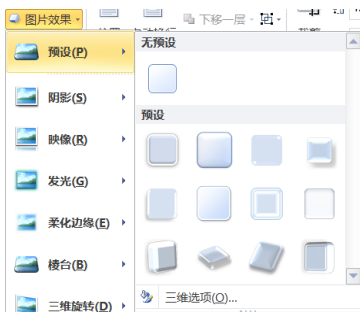 图片效果
下移一层
预设(P)
无预设
阴影(S)
预设
映像(R)
发光(G)
柔化边缘(E)
棱台(B)
三维选项(O)...
三维旋转(D)